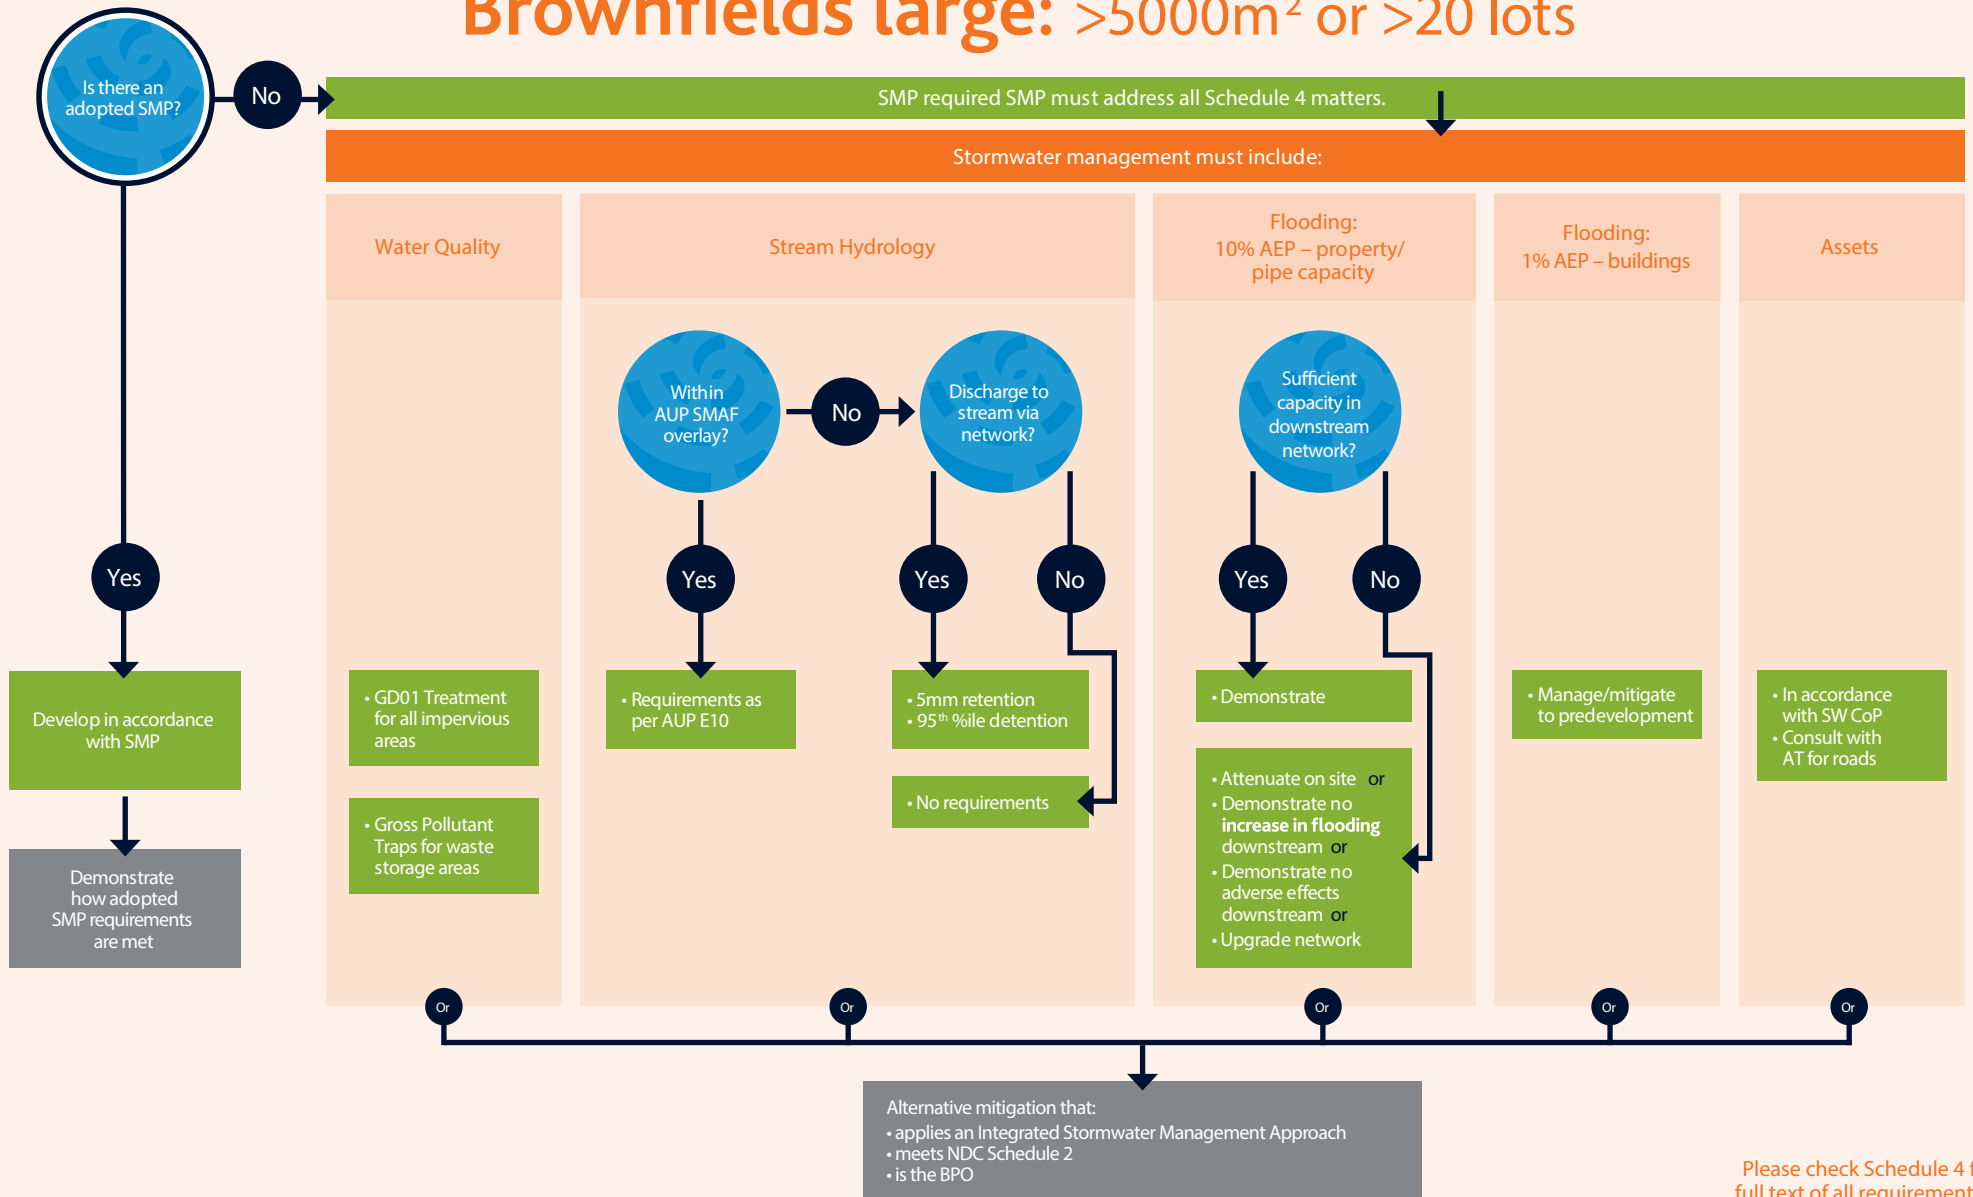 Brownfields large: >5000m² or >20 lots
Is there an
adopted SMP?
No
SMP required SMP must address all Schedule 4 matters.
Stormwater management must include:
Yes
Develop in accordance
with SMP
Demonstrate
how adopted
SMP requirements
are met
Water Quality
• GD01 Treatment
for all impervious
areas
• Gross Pollutant
Traps for waste
storage areas
Or
Stream Hydrology
Within
AUP SMAF
overlay?
No
Discharge to
stream via
network?
Yes
Yes
No
• Requirements as
per AUP E10
• 5mm retention
• 95th %ile detention
• No requirements
Or
Flooding:
10% AEP – property/
pipe capacity
Sufficient
capacity in
downstream
network?
Yes
No
• Demonstrate
• Attenuate on site or
• Demonstrate no
increase in flooding
downstream or
• Demonstrate no
adverse effects
downstream or
• Upgrade network
Or
Flooding:
1% AEP – buildings
• Manage/mitigate
to predevelopment
Or
Assets
• In accordance
with SW CoP
• Consult with
AT for roads
Or
Alternative mitigation that:
• applies an Integrated Stormwater Management Approach
• meets NDC Schedule 2
• is the BPO
Please check Schedule 4
full text of all requirement